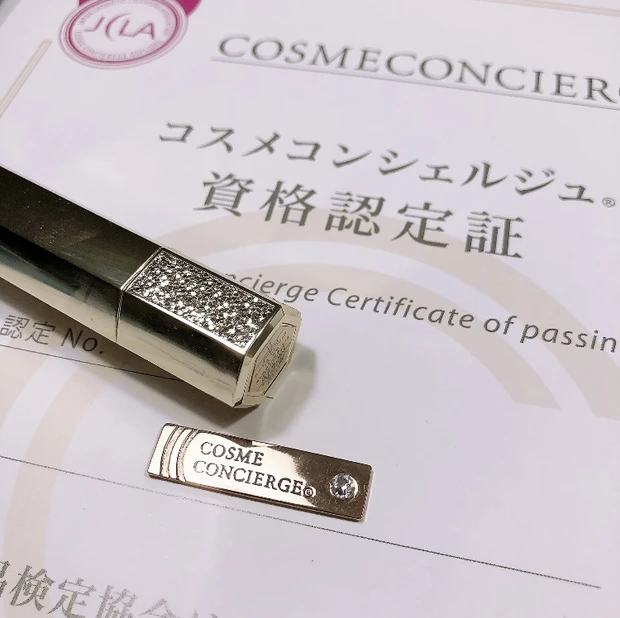 JCLA
COSMECONCIER
コスメコンシェルジュ®
資格認定証
ncierge Certificate of passin
認定 No.
COSME
CONCIERGE®
検定協会